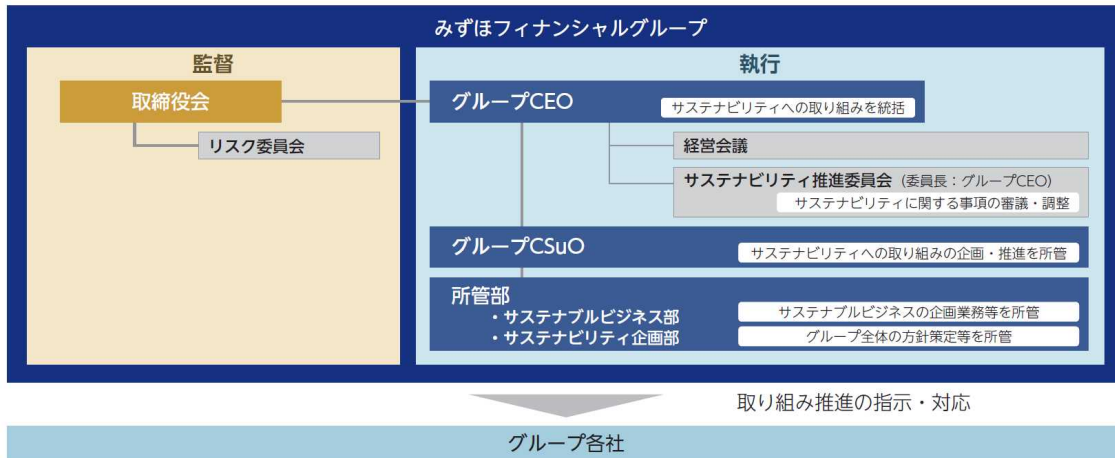 みずほフィナンシャルグループ
監督
取締役会
リスク委員会
執行
グループCEO
サステナビリティへの取り組みを統括
経営会議
サステナビリティ推進委員会（委員長：グループCEO）
サステナビリティに関する事項の審議・調整
グループCSuO
サステナビリティへの取り組みの企画・推進を所管
所管部
・サステナブルビジネス部
サステナブルビジネスの企画業務等を所管
・サステナビリティ企画部
グループ全体の方針策定等を所管
取り組み推進の指示・対応
グループ各社